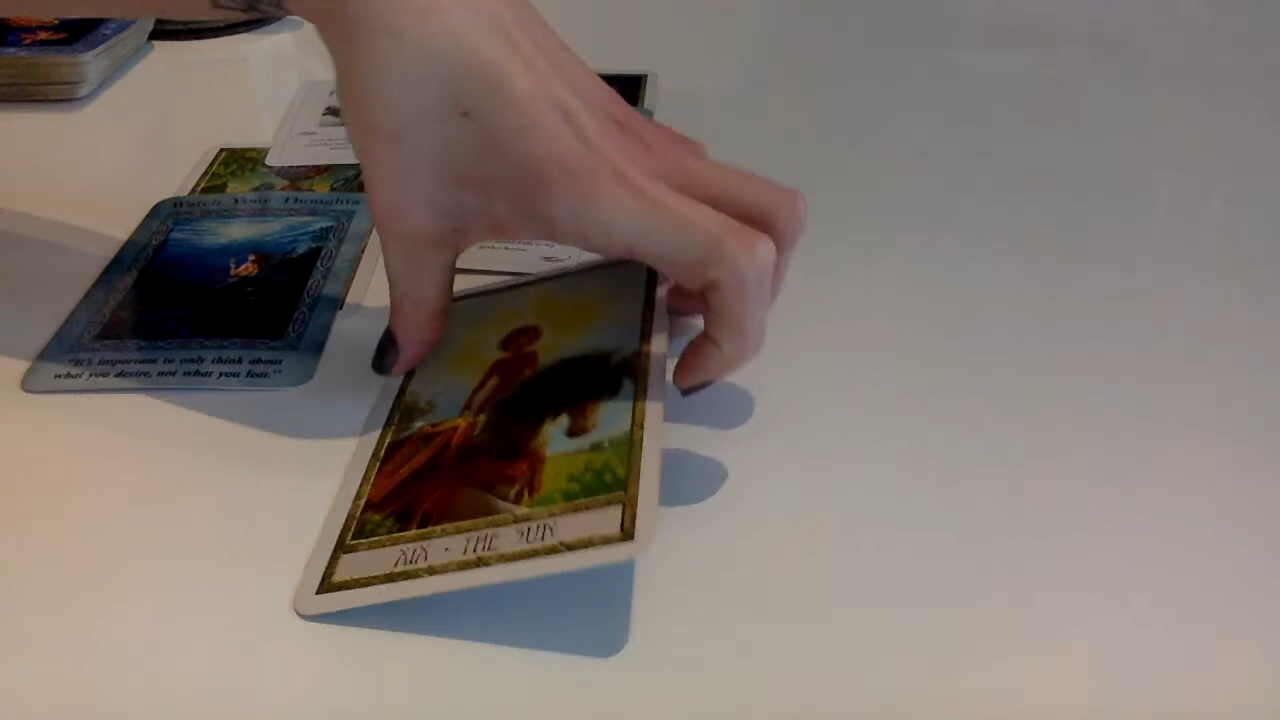 Watch Your Thoughts
"It's important to only think about
what you desire, not what you fear."
XIX · THE SUN